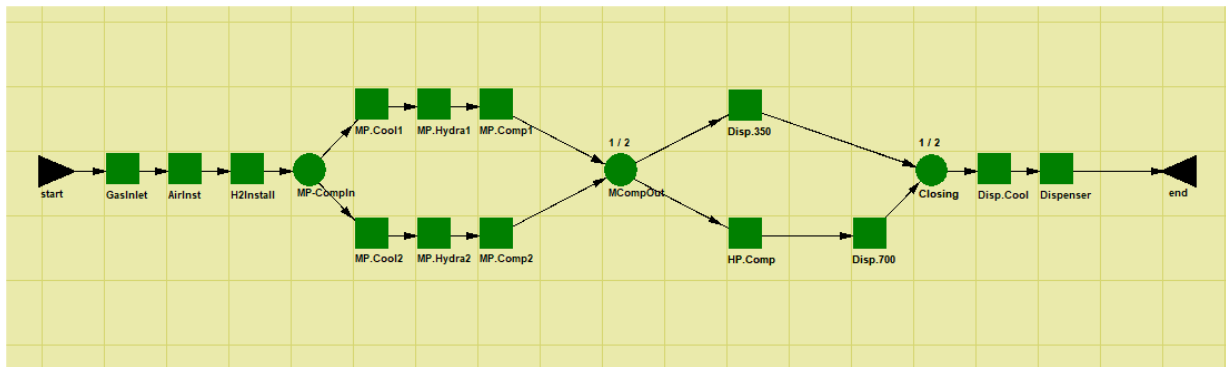 MP.Cool1
MP.Hydra1
MP.Comp1
Disp.350
1 / 2
1 / 2
start
GasInlet
AirInst
H2Install
MP-CompIn
MCompOut
Closing
Disp.Cool
Dispenser
end
MP.Cool2
MP.Hydra2
MP.Comp2
HP.Comp
Disp.700